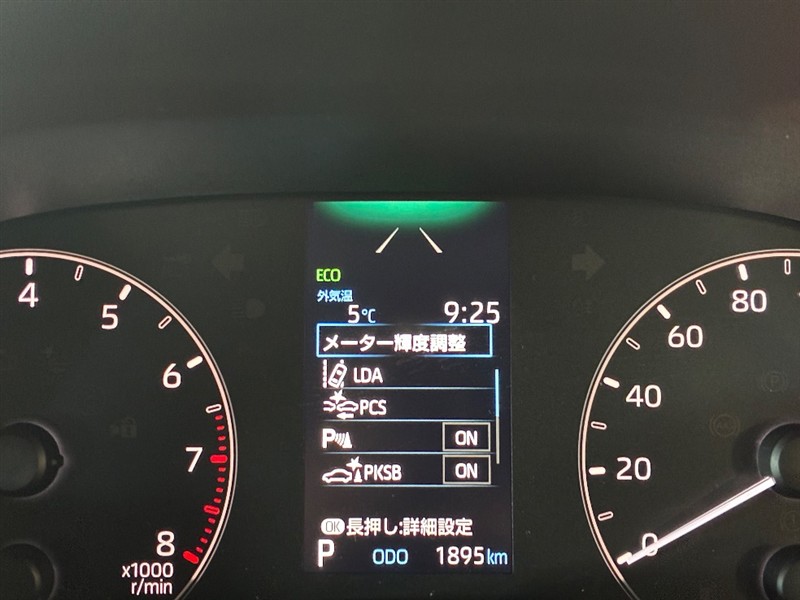 ECO
外気温
5℃ 9:25
メーター輝度調整
LDA
PCS
P ON
PKSB ON
OK長押し:詳細設定
P ODO 1895km
4
5
6
7
8
x1000
r/min
80
60
40
20
0